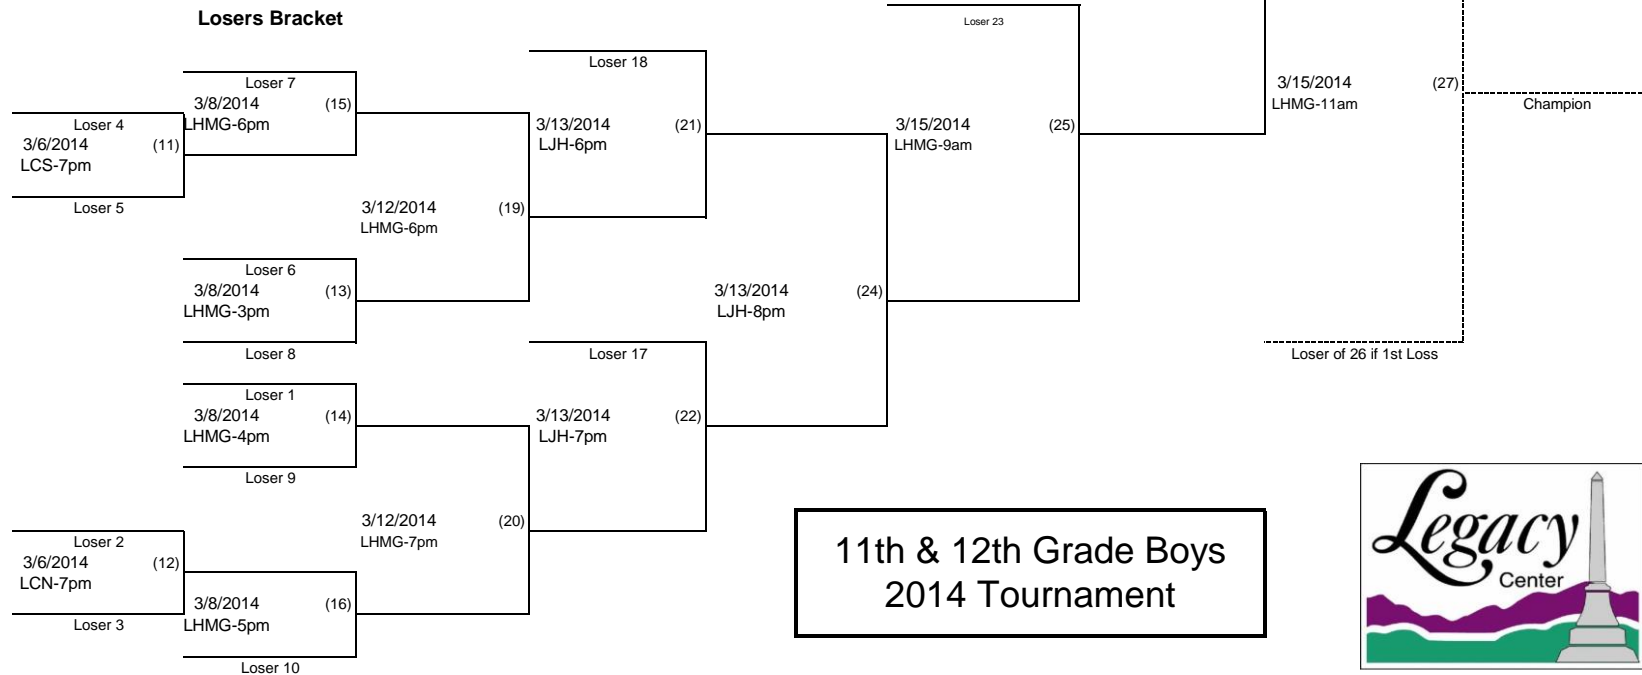 Losers Bracket
Loser 23
Loser 18
Loser 7
3/8/2014 (15)
LHMG-6pm
3/15/2014 (27)
LHMG-11am
Champion
Loser 4
3/6/2014 (11)
LCS-7pm
Loser 5
3/13/2014 (21)
LJH-6pm
3/15/2014 (25)
LHMG-9am
3/12/2014 (19)
LHMG-6pm
Loser 6
3/8/2014 (13)
LHMG-3pm
Loser 8
3/13/2014 (24)
LJH-8pm
Loser 17
Loser of 26 if 1st Loss
Loser 1
3/8/2014 (14)
LHMG-4pm
Loser 9
3/13/2014 (22)
LJH-7pm
3/12/2014 (20)
LHMG-7pm
Loser 2
3/6/2014 (12)
LCN-7pm
Loser 3
3/8/2014 (16)
LHMG-5pm
Loser 10
11th & 12th Grade Boys
2014 Tournament
Legacy
Center